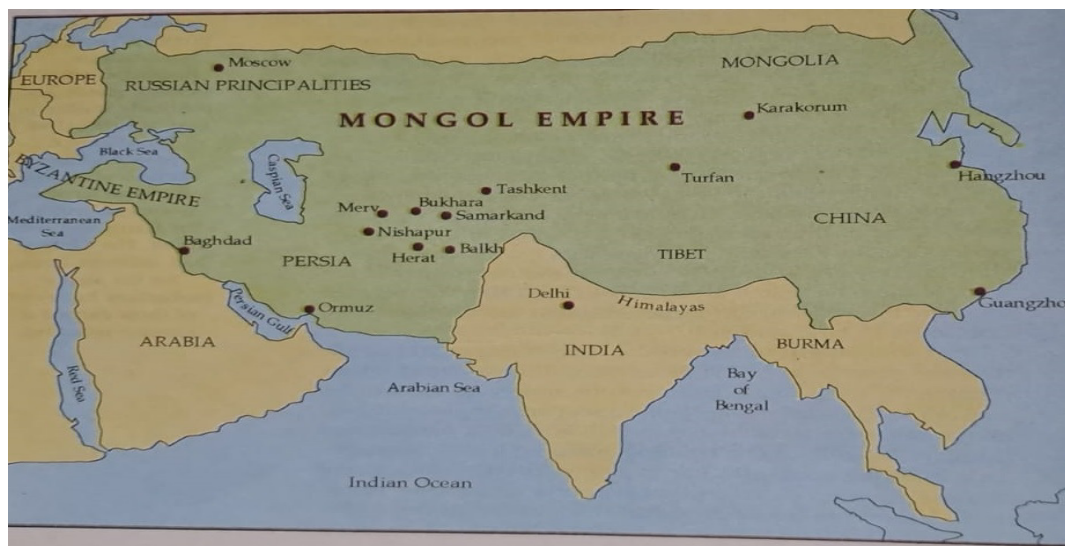 Moscow
EUROPE
RUSSIAN PRINCIPALITIES
MONGOLIA
MONGOL EMPIRE
Karakorum
Black Sea
Caspian Sea
BYZANTINE EMPIRE
Turfan
Hangzhou
Tashkent
Bukhara
Merv
Samarkand
Mediterranean
Sea
CHINA
Nishapur
Baghdad
Herat
Balkh
PERSIA
TIBET
Delhi
Himalayas
Guangzho
Persian Gulf
Ormuz
ARABIA
INDIA
BURMA
Red Sea
Arabian Sea
Bay
of
Bengal
Indian Ocean